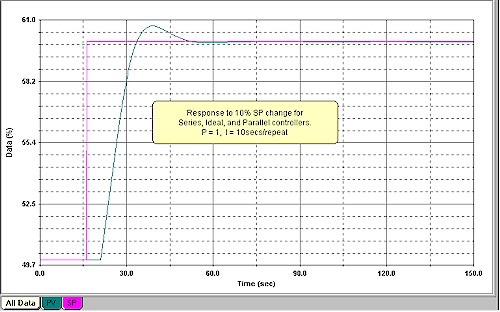 61.0
58.2
55.4
52.5
49.7
Data (%)
Response to 10% SP change for
Series, Ideal, and Parallel controllers.
P = 1, I = 10secs/repeat
0.0 30.0 60.0 90.0 120.0 150.0
Time (sec)
All Data PV SP